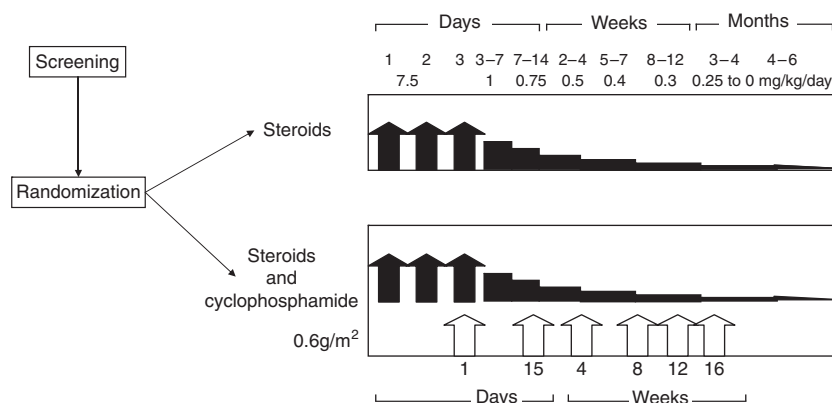 Days Weeks Months
Screening
1 2 3 3–7 7–14 2–4 5–7 8–12 3–4 4–6
7.5 1 0.75 0.5 0.4 0.3 0.25 to 0 mg/kg/day
Steroids
Randomization
Steroids
and
cyclophosphamide
0.6g/m²
1 15 4 8 12 16
Days Weeks